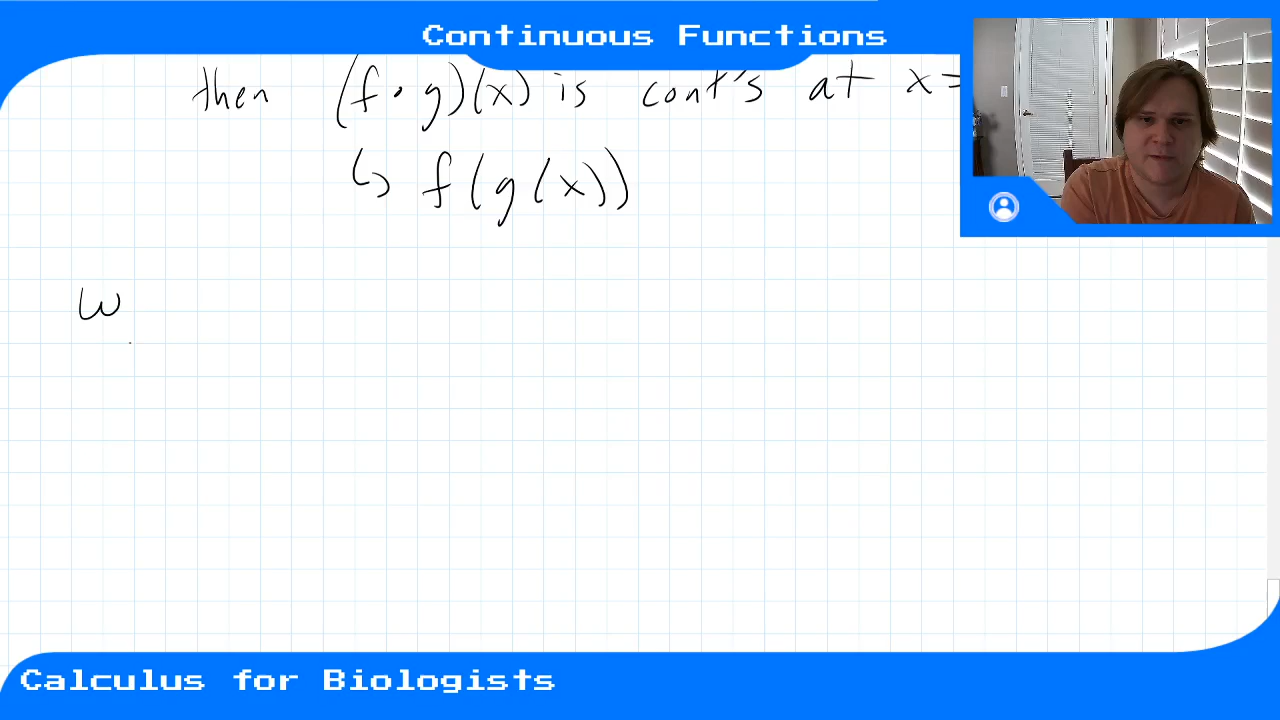 Continuous Functions
then (f∘g)(x) is cont's at x=
↳ f(g(x))
w
Calculus for Biologists